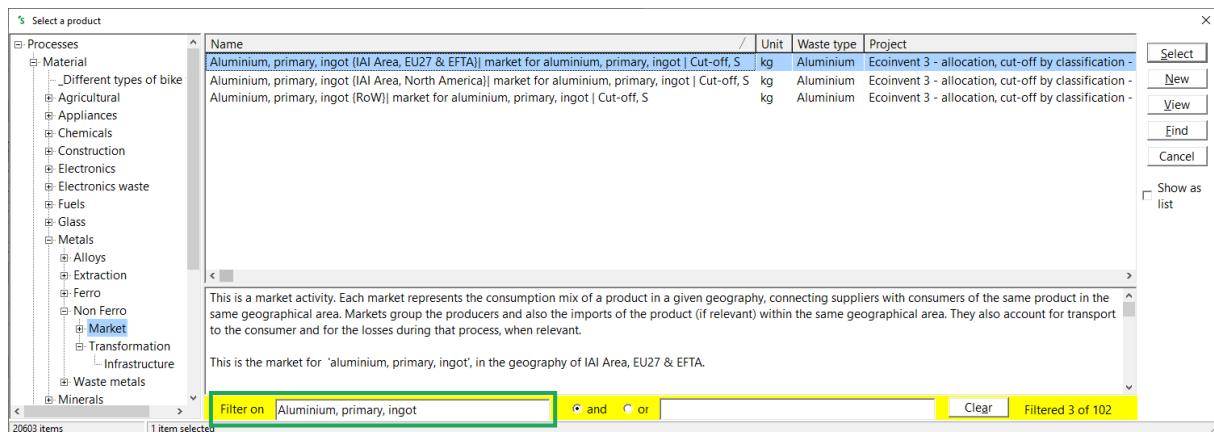 Select a product
Processes
Material
_Different types of bike
Agricultural
Appliances
Chemicals
Construction
Electronics
Electronics waste
Fuels
Glass
Metals
Alloys
Extraction
Ferro
Non Ferro
Market
Transformation
Infrastructure
Waste metals
Minerals
Name Unit Waste type Project
Aluminium, primary, ingot {IAI Area, EU27 & EFTA}| market for aluminium, primary, ingot | Cut-off, S kg Aluminium Ecoinvent 3 - allocation, cut-off by classification -
Aluminium, primary, ingot {IAI Area, North America}| market for aluminium, primary, ingot | Cut-off, S kg Aluminium Ecoinvent 3 - allocation, cut-off by classification -
Aluminium, primary, ingot {RoW}| market for aluminium, primary, ingot | Cut-off, S kg Aluminium Ecoinvent 3 - allocation, cut-off by classification -
Select
New
View
Find
Cancel
Show as
list
This is a market activity. Each market represents the consumption mix of a product in a given geography, connecting suppliers with consumers of the same product in the
same geographical area. Markets group the producers and also the imports of the product (if relevant) within the same geographical area. They also account for transport
to the consumer and for the losses during that process, when relevant.
This is the market for 'aluminium, primary, ingot', in the geography of IAI Area, EU27 & EFTA.
Filter on Aluminium, primary, ingot and or Clear Filtered 3 of 102
20603 items 1 item selected